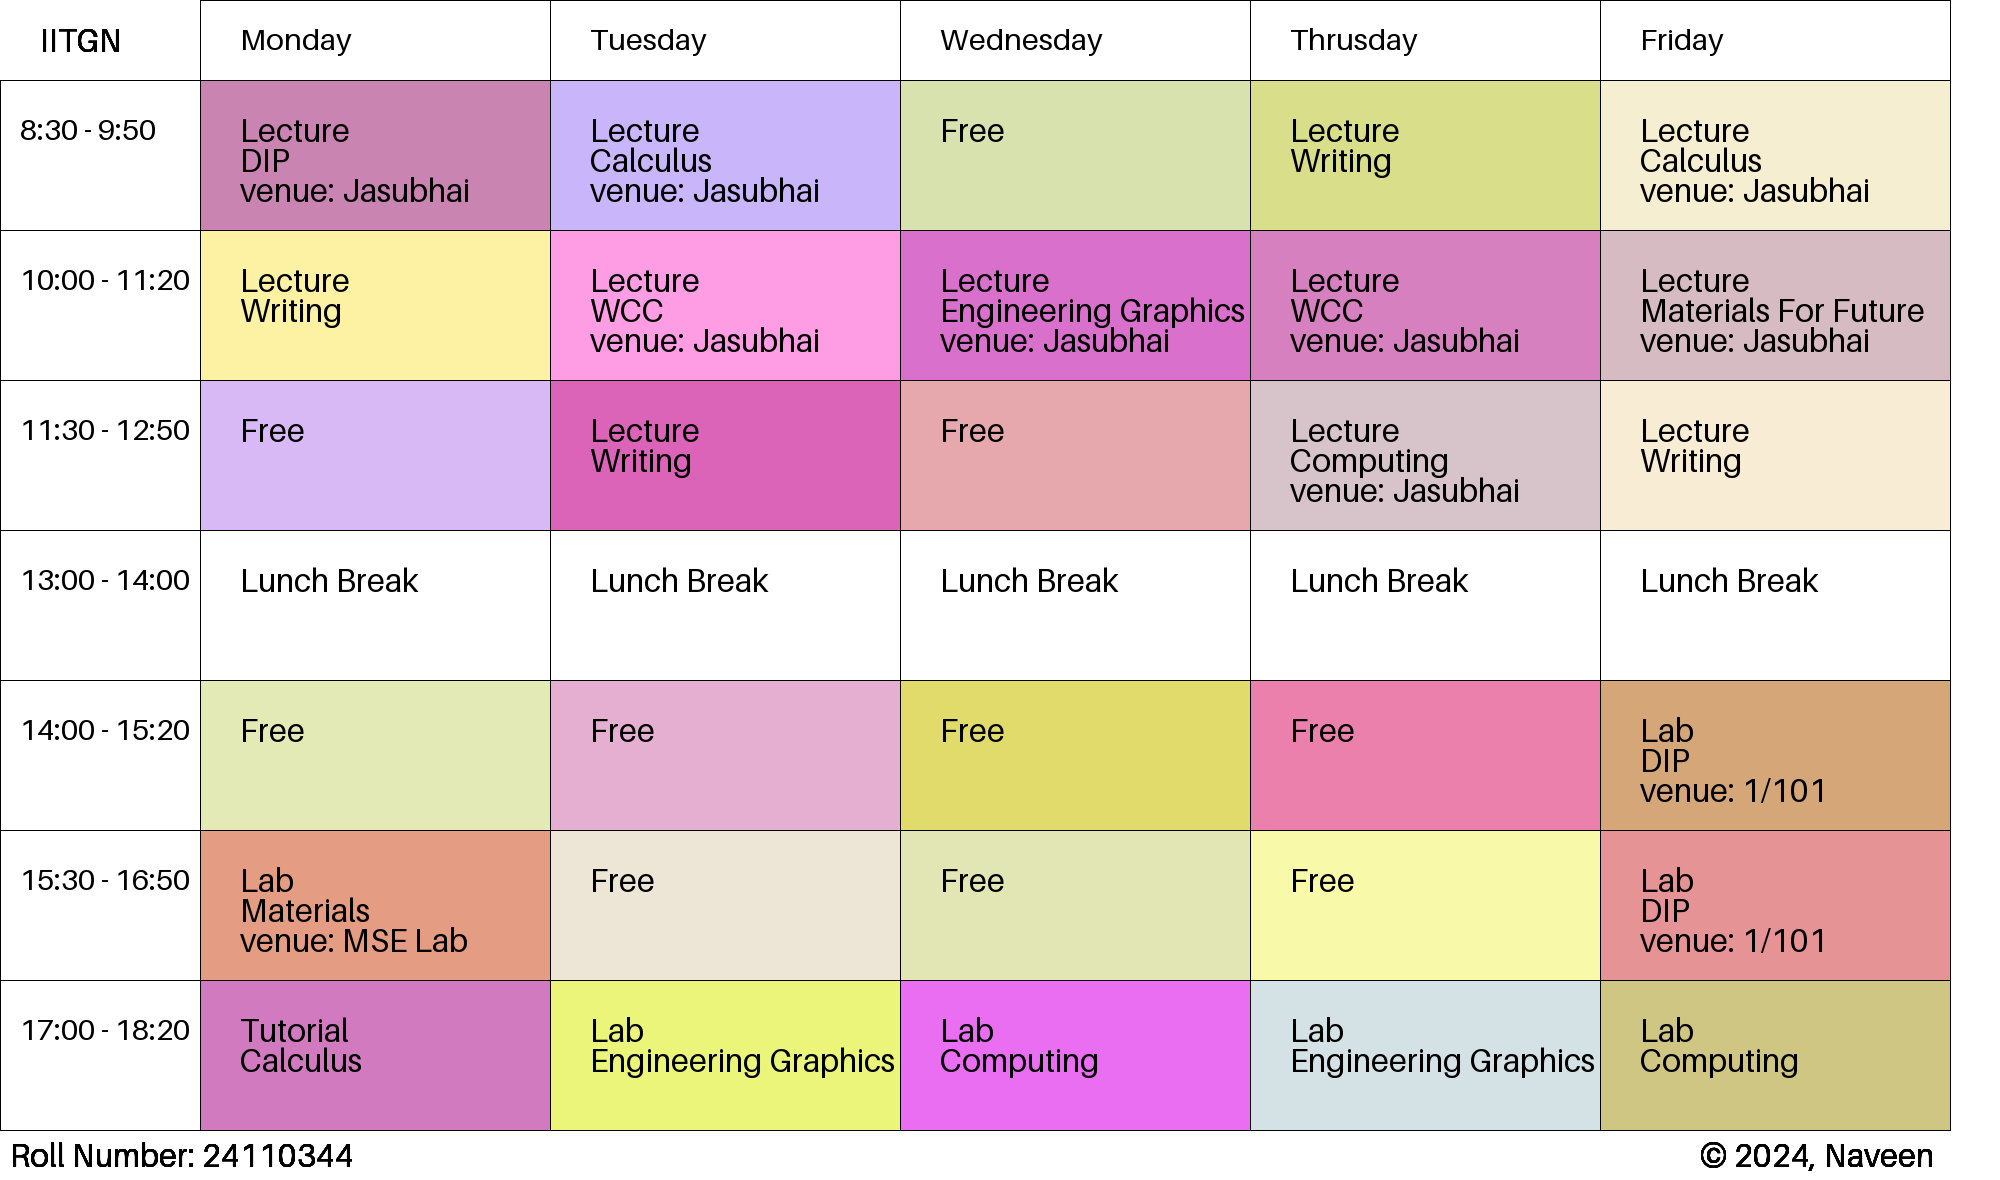 IITGN Monday Tuesday Wednesday Thrusday Friday
8:30 - 9:50
Lecture
DIP
venue: Jasubhai
Lecture
Calculus
venue: Jasubhai
Free
Lecture
Writing
Lecture
Calculus
venue: Jasubhai
10:00 - 11:20
Lecture
Writing
Lecture
WCC
venue: Jasubhai
Lecture
Engineering Graphics
venue: Jasubhai
Lecture
WCC
venue: Jasubhai
Lecture
Materials For Future
venue: Jasubhai
11:30 - 12:50
Free
Lecture
Writing
Free
Lecture
Computing
venue: Jasubhai
Lecture
Writing
13:00 - 14:00
Lunch Break
Lunch Break
Lunch Break
Lunch Break
Lunch Break
14:00 - 15:20
Free
Free
Free
Free
Lab
DIP
venue: 1/101
15:30 - 16:50
Lab
Materials
venue: MSE Lab
Free
Free
Free
Lab
DIP
venue: 1/101
17:00 - 18:20
Tutorial
Calculus
Lab
Engineering Graphics
Lab
Computing
Lab
Engineering Graphics
Lab
Computing
Roll Number: 24110344
© 2024, Naveen